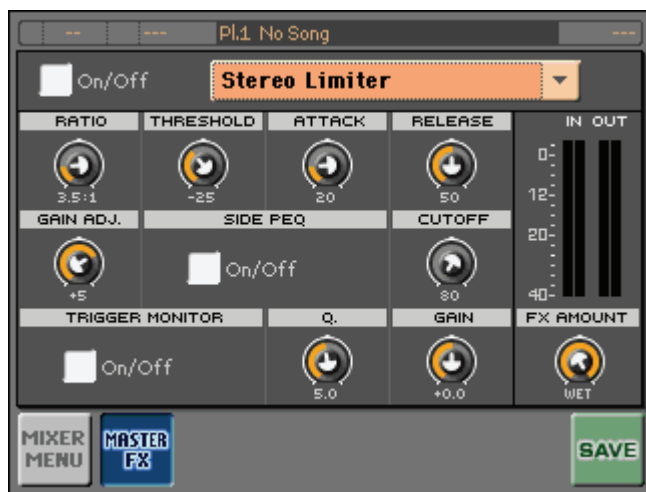 -- --- Pl.1 No Song ---
On/Off Stereo Limiter
RATIO THRESHOLD ATTACK RELEASE IN OUT
0-
3.5:1 -25 20 50
12-
GAIN ADJ. SIDE PEQ CUTOFF
20-
On/Off
+5 80
40-
TRIGGER MONITOR Q. GAIN FX AMOUNT
On/Off
5.0 +0.0 WET
MIXER MENU MASTER FX SAVE